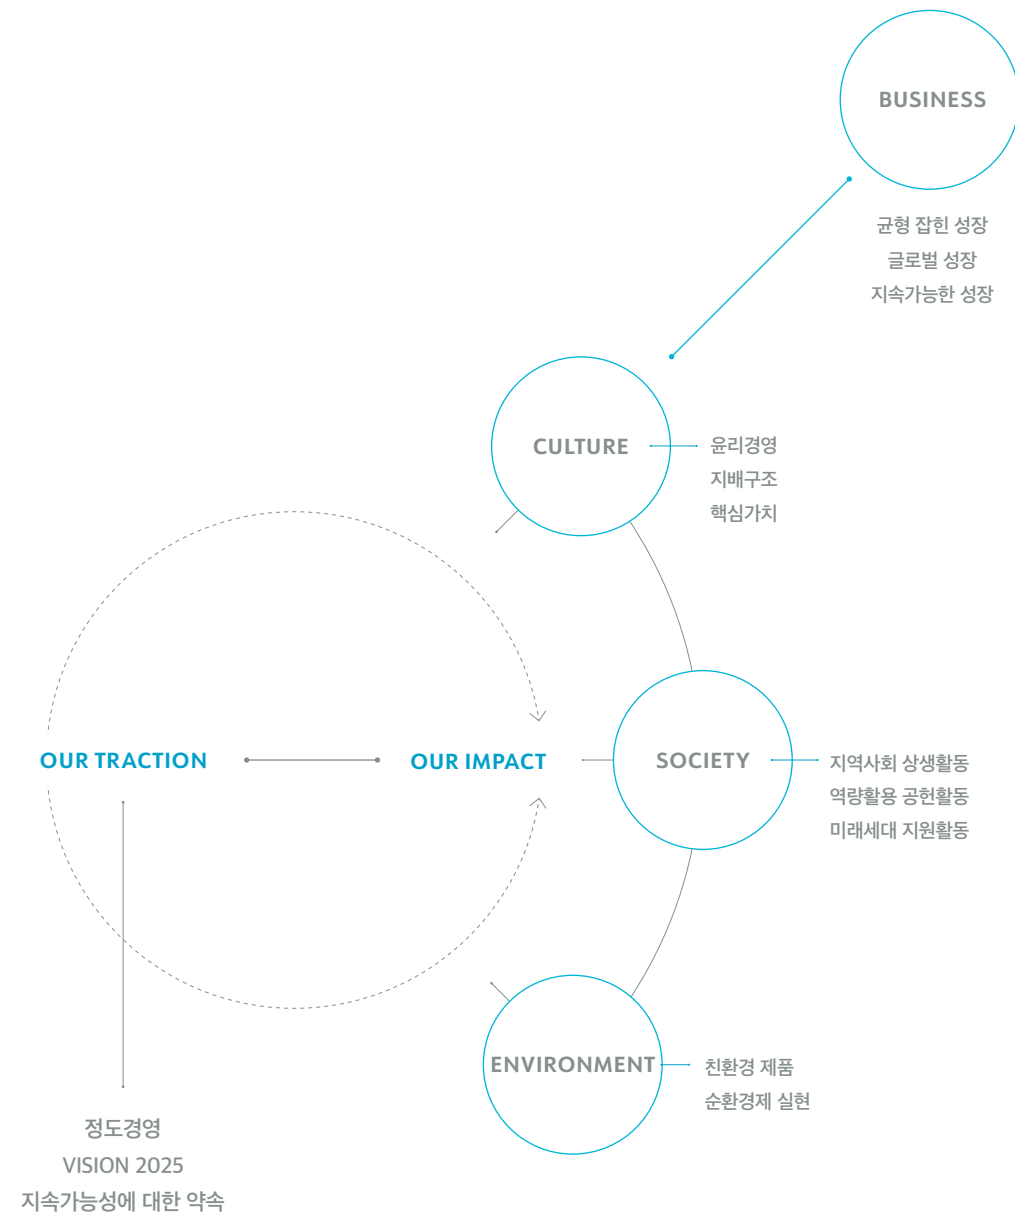 BUSINESS
균형 잡힌 성장
글로벌 성장
지속가능한 성장
CULTURE
윤리경영
지배구조
핵심가치
OUR TRACTION
OUR IMPACT
SOCIETY
지역사회 상생활동
역량활용 공헌활동
미래세대 지원활동
ENVIRONMENT
친환경 제품
순환경제 실현
정도경영
VISION 2025
지속가능성에 대한 약속